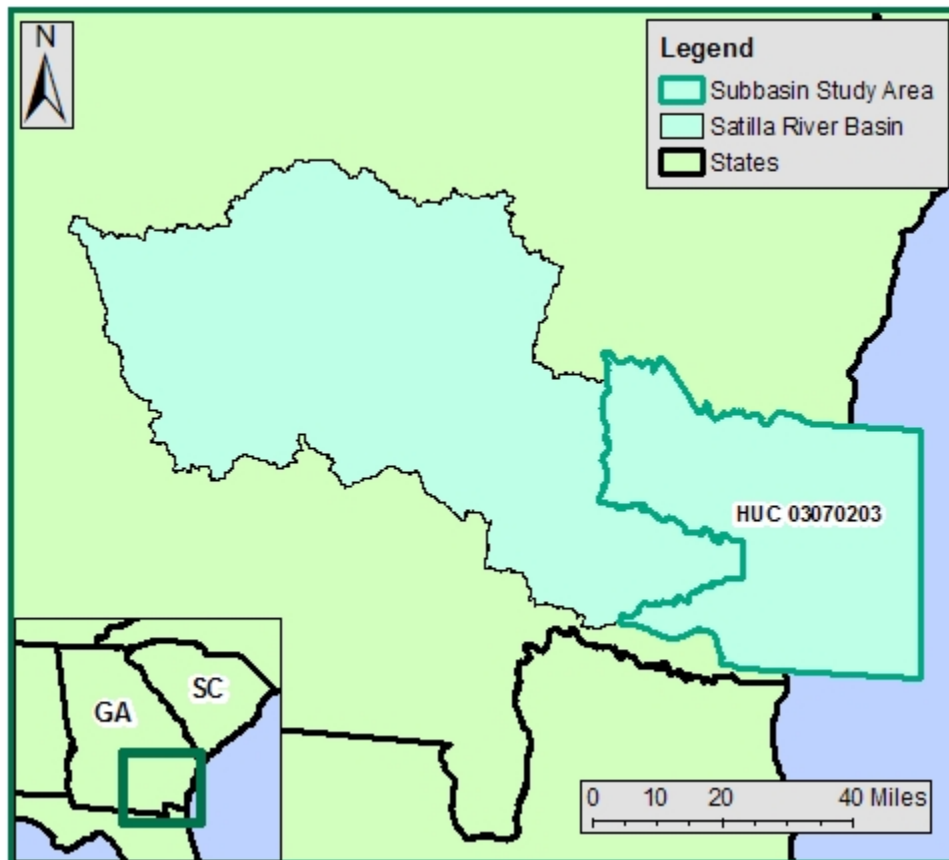 N
Legend
Subbasin Study Area
Satilla River Basin
States
HUC 03070203
GA
SC
0 10 20 40 Miles